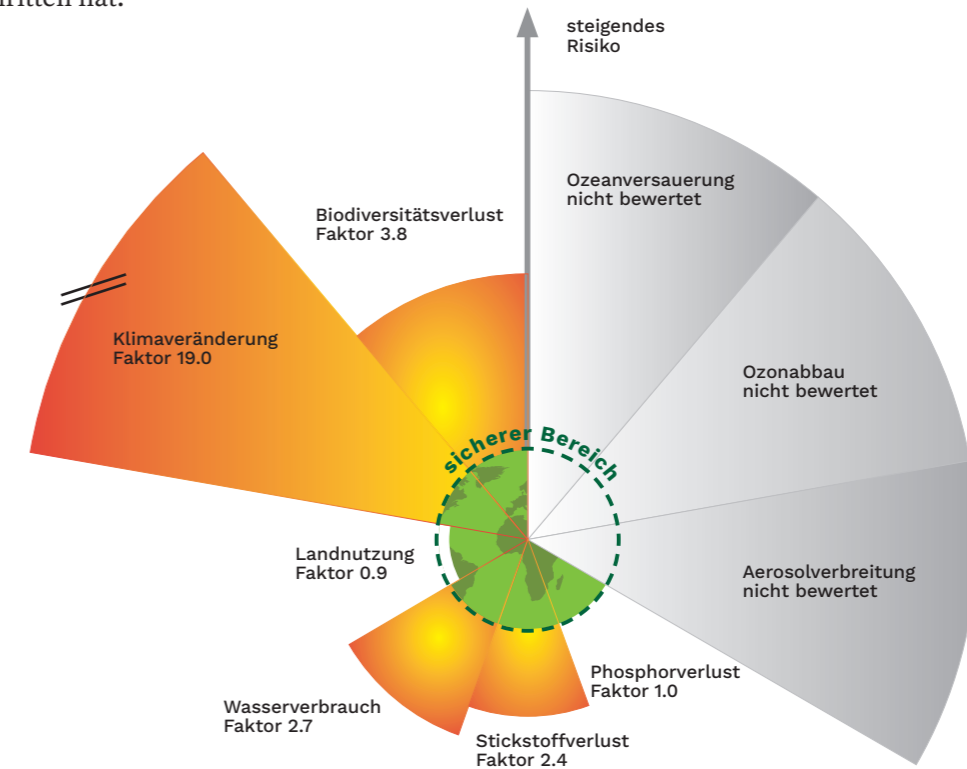 steigendes
Risiko
Ozeanversauerung
nicht bewertet
Biodiversitätsverlust
Faktor 3.8
Klimaveränderung
Faktor 19.0
Ozonabbau
nicht bewertet
sicherer Bereich
Landnutzung
Faktor 0.9
Aerosolverbreitung
nicht bewertet
Phosphorverlust
Faktor 1.0
Wasserverbrauch
Faktor 2.7
Stickstoffverlust
Faktor 2.4